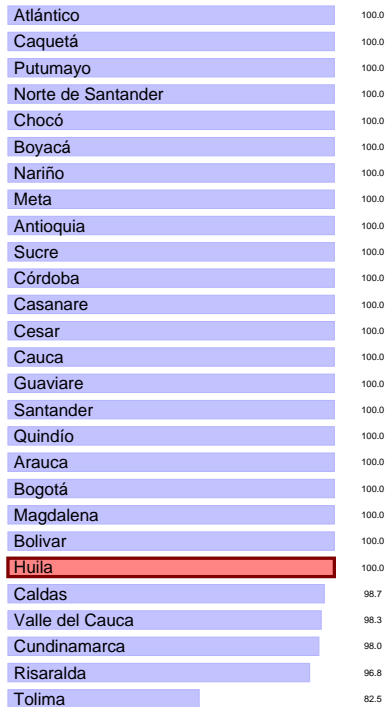 Atlántico 100.0
Caquetá 100.0
Putumayo 100.0
Norte de Santander 100.0
Chocó 100.0
Boyacá 100.0
Nariño 100.0
Meta 100.0
Antioquia 100.0
Sucre 100.0
Córdoba 100.0
Casanare 100.0
Cesar 100.0
Cauca 100.0
Guaviare 100.0
Santander 100.0
Quindío 100.0
Arauca 100.0
Bogotá 100.0
Magdalena 100.0
Bolivar 100.0
Huila 100.0
Caldas 98.7
Valle del Cauca 98.3
Cundinamarca 98.0
Risaralda 96.8
Tolima 82.5